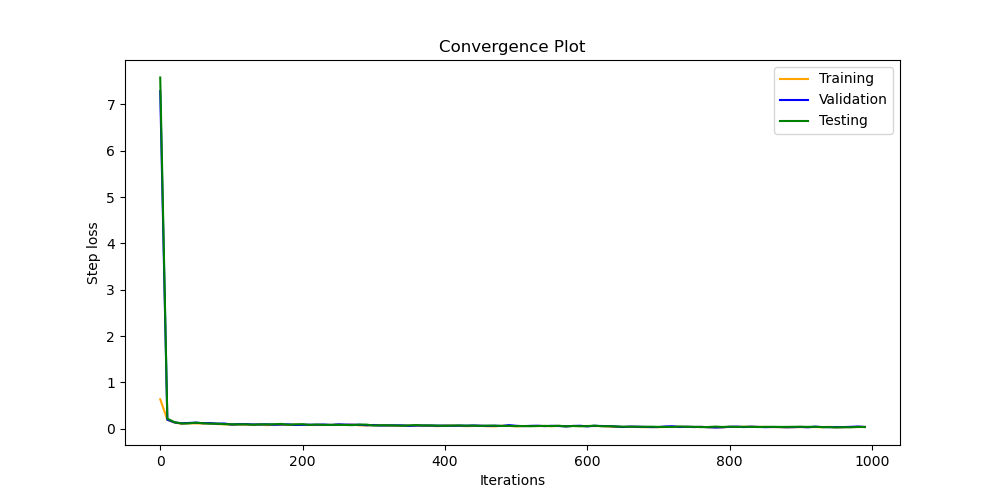 Convergence Plot
Training
Validation
Testing
7
6
5
4
3
2
1
0
Step loss
0 200 400 600 800 1000
Iterations